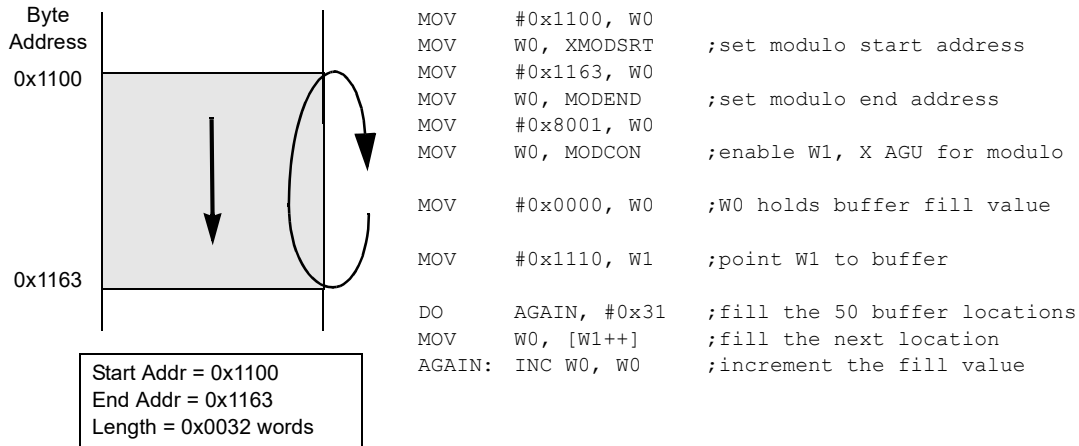 Byte
Address
0x1100
0x1163
Start Addr = 0x1100
End Addr = 0x1163
Length = 0x0032 words
MOV #0x1100, W0
MOV W0, XMODSRT ;set modulo start address
MOV #0x1163, W0
MOV W0, MODEND ;set modulo end address
MOV #0x8001, W0
MOV W0, MODCON ;enable W1, X AGU for modulo
MOV #0x0000, W0 ;W0 holds buffer fill value
MOV #0x1110, W1 ;point W1 to buffer
DO AGAIN, #0x31 ;fill the 50 buffer locations
MOV W0, [W1++] ;fill the next location
AGAIN: INC W0, W0 ;increment the fill value